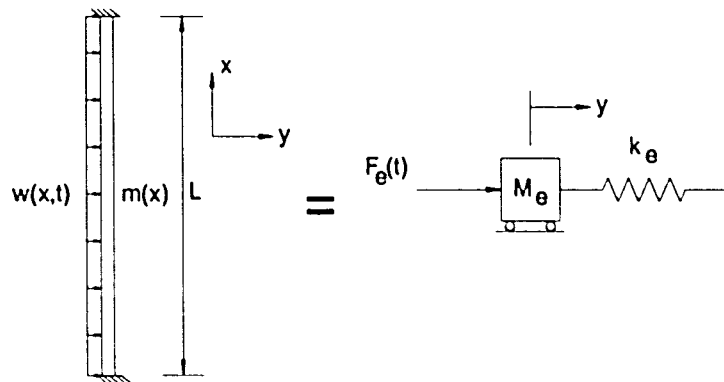 x
y
w(x,t)
m(x)
L
=
F_e(t)
M_e
y
k_e